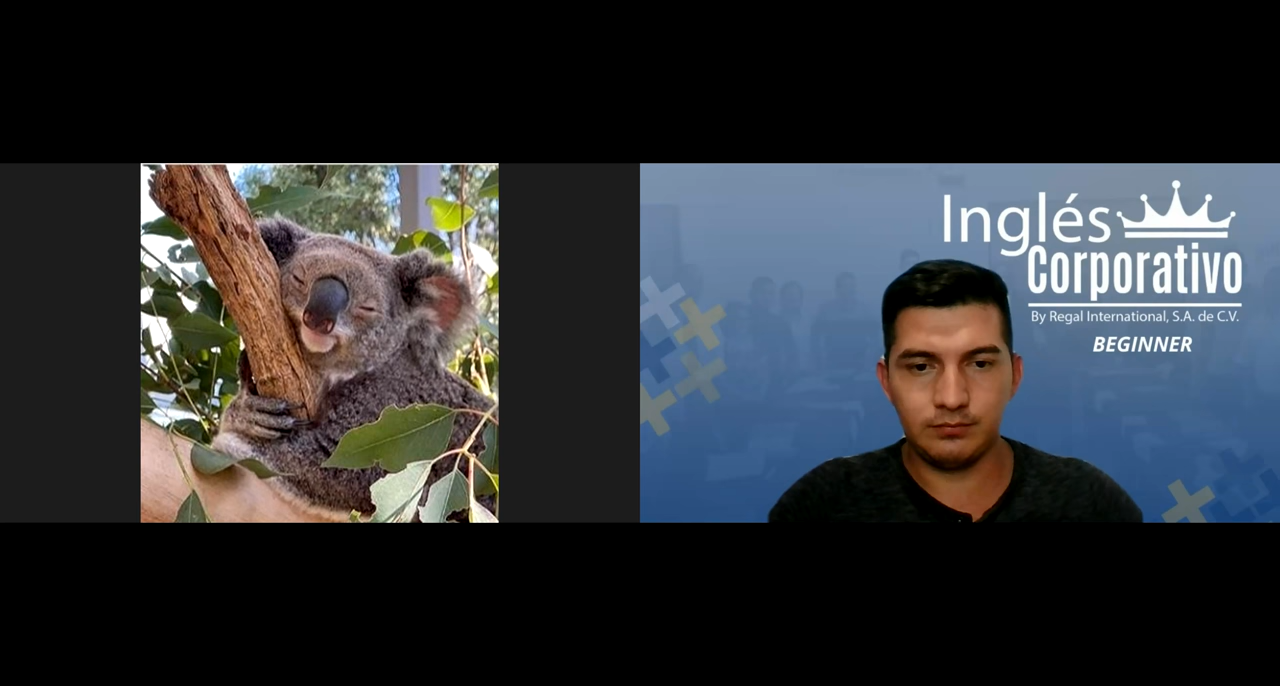 Inglés
Corporativo
By Regal International, S.A. de C.V.
BEGINNER